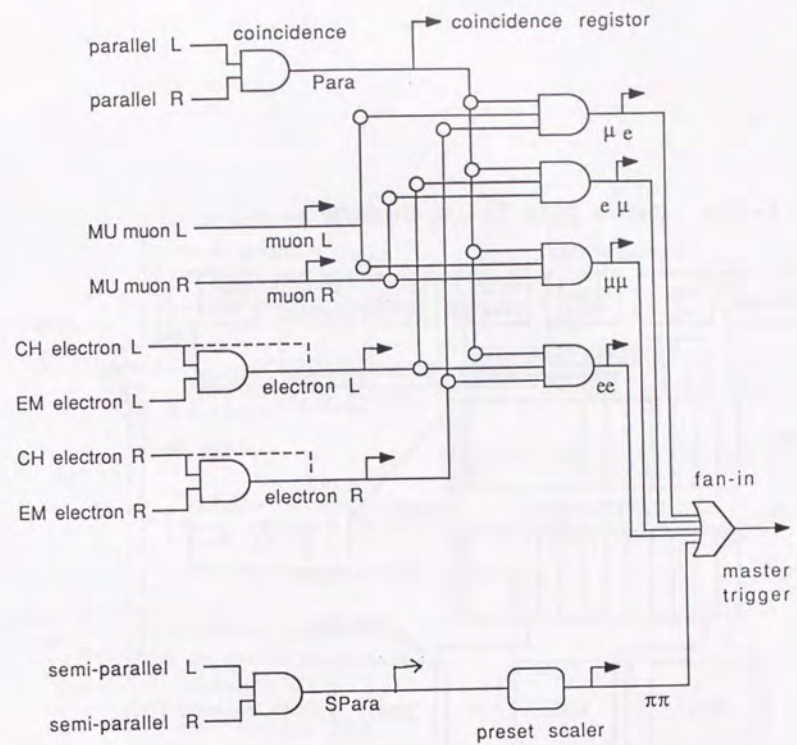 coincidence registor
coincidence
parallel L
parallel R
Para
μ e
e μ
MU muon L
muon L
MU muon R
muon R
μμ
CH electron L
EM electron L
electron L
ee
CH electron R
EM electron R
electron R
fan-in
master
trigger
semi-parallel L
semi-parallel R
SPara
preset scaler
ππ